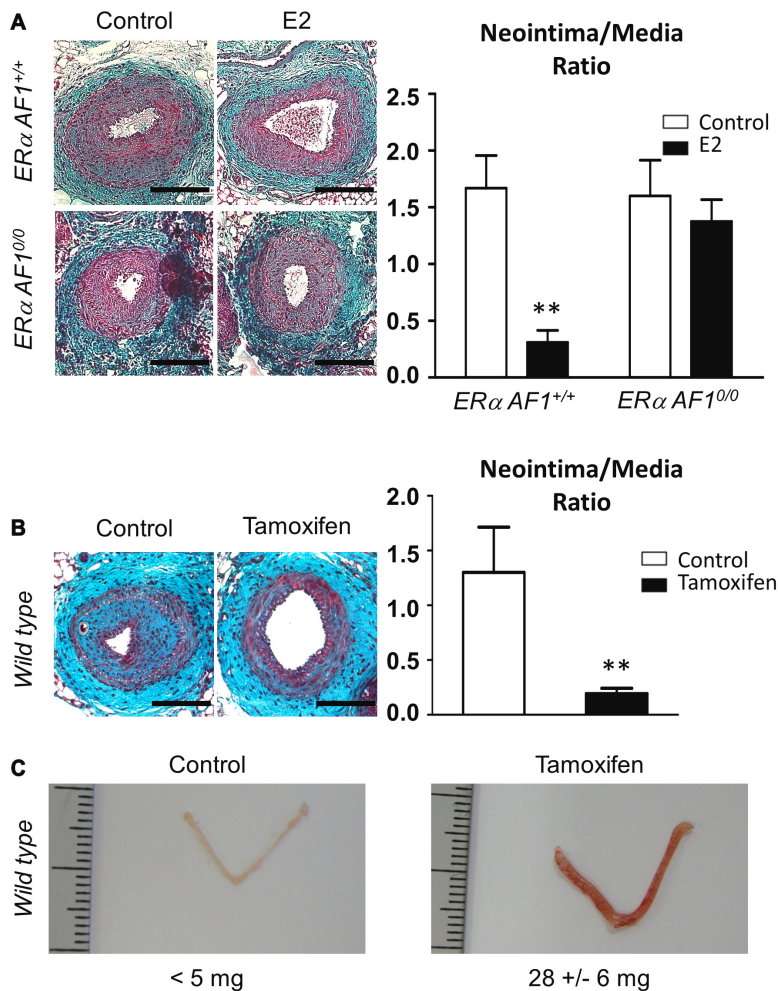 A
Control
E2
ERα AF1+/+
ERα AF10/0
Neointima/Media
Ratio
2.5
2.0
1.5
1.0
0.5
0.0
Control
E2
**
ERα AF1+/+
ERα AF10/0
B
Control
Tamoxifen
Wild type
Neointima/Media
Ratio
2.0
1.5
1.0
0.5
0.0
Control
Tamoxifen
**
C
Control
Tamoxifen
Wild type
< 5 mg
28 +/- 6 mg